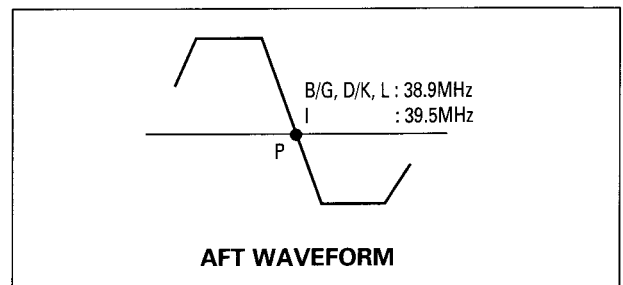 B/G, D/K, L : 38.9MHz
I : 39.5MHz
P
AFT WAVEFORM